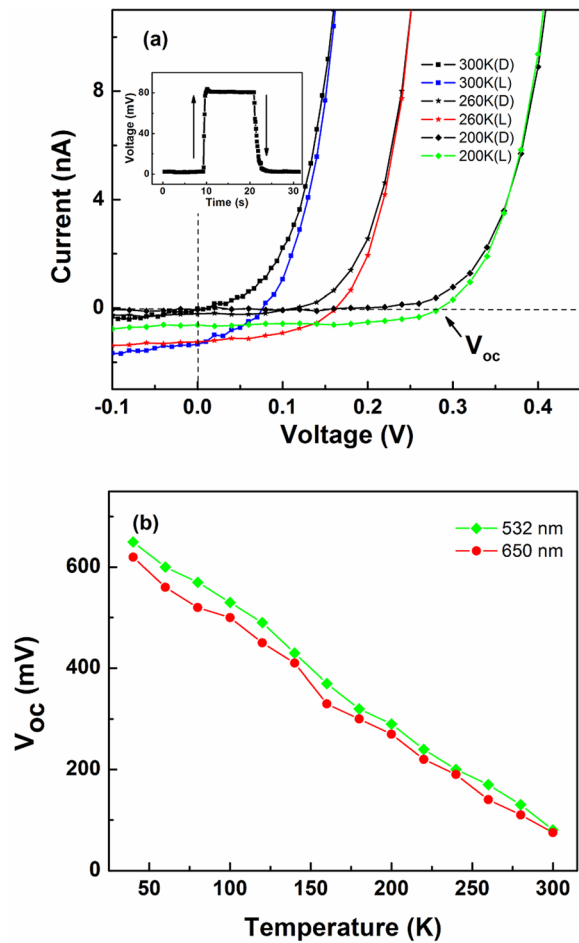 (a)
300K(D)
300K(L)
260K(D)
260K(L)
200K(D)
200K(L)
Voltage (mV)
80
40
0
0 10 20 30
Time (s)
Current (nA)
8
4
0
Voc
-0.1 0.0 0.1 0.2 0.3 0.4
Voltage (V)
(b)
532 nm
650 nm
Voc (mV)
600
400
200
0
50 100 150 200 250 300
Temperature (K)